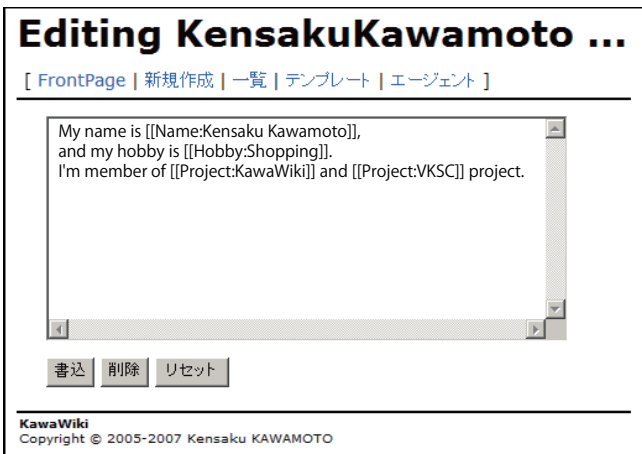 Editing KensakuKawamoto ...
[ FrontPage | 新規作成 | 一覧 | テンプレート | エージェント ]
My name is [[Name:Kensaku Kawamoto]],
and my hobby is [[Hobby:Shopping]].
I'm member of [[Project:KawaWiki]] and [[Project:VKSC]] project.
書込 削除 リセット
KawaWiki
Copyright © 2005-2007 Kensaku KAWAMOTO